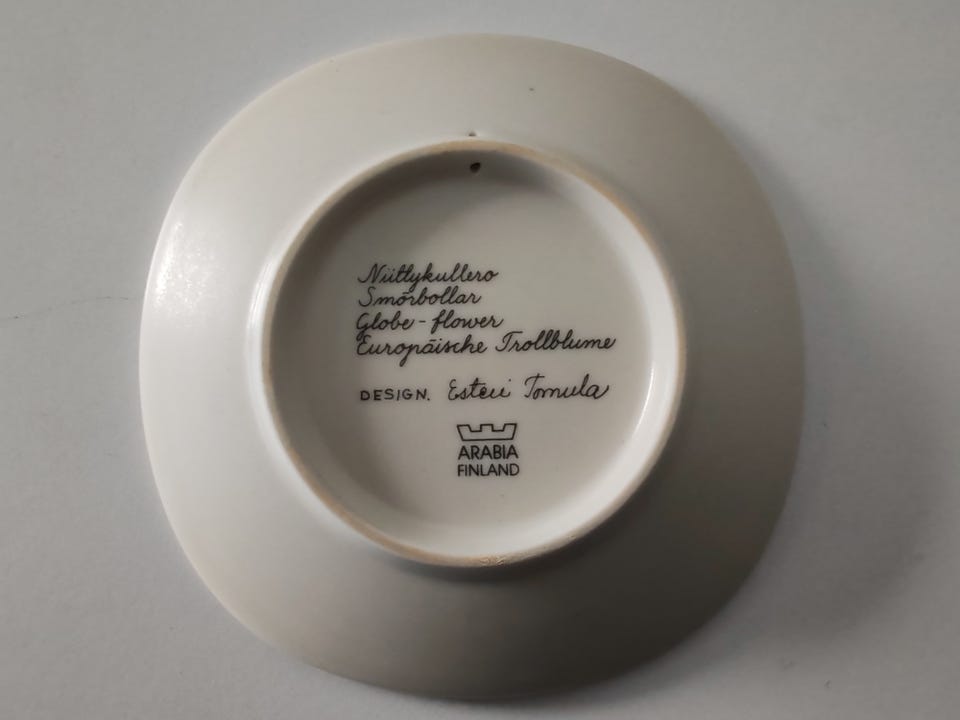 Niittykullero
Smörbollar
Globe-flower
Europäische Trollblume
DESIGN. Esteri Tomula
ARABIA
FINLAND